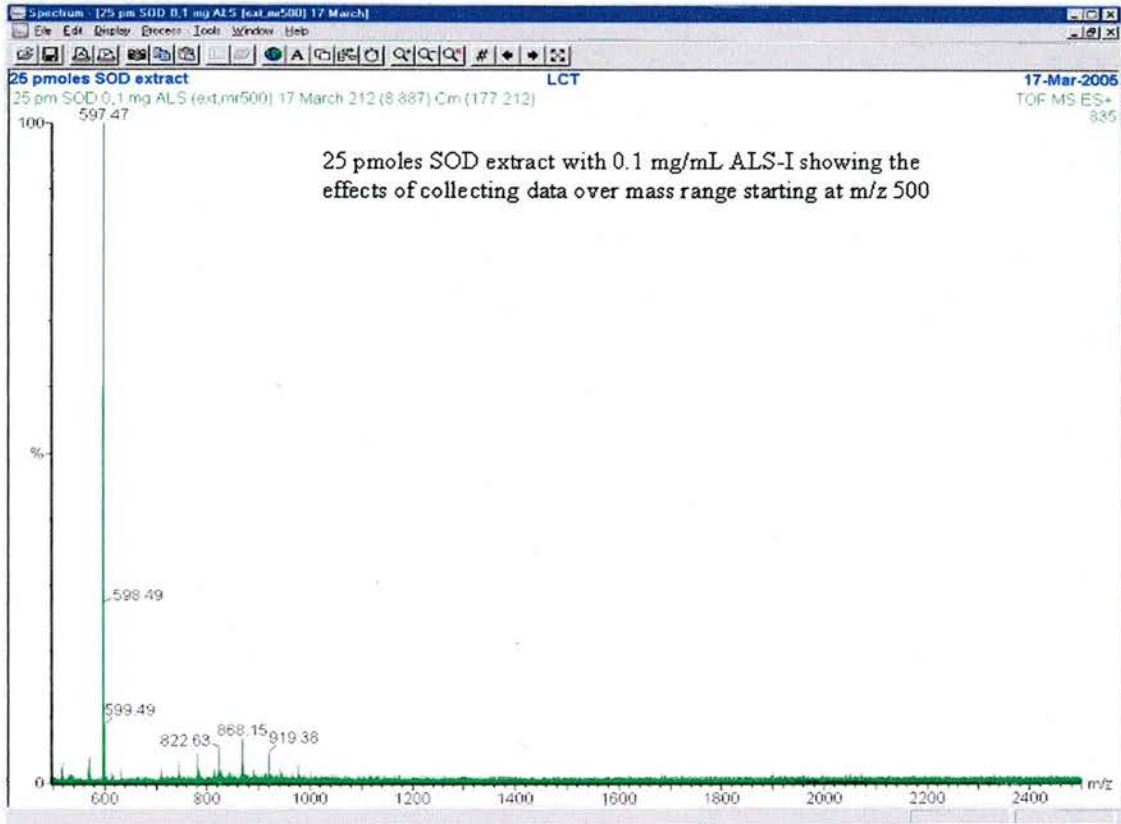 Spectrum - [25 pm SOD 0,1 mg ALS (ext,mr500) 17 March]
File Edit Display Process Tools Window Help
25 pmoles SOD extract LCT 17-Mar-2005
25 pm SOD 0,1 mg ALS (ext,mr500) 17 March 212 (8.887) Cm (177:212) TOF MS ES+
597.47 835
100
25 pmoles SOD extract with 0.1 mg/mL ALS-I showing the
effects of collecting data over mass range starting at m/z 500
%
598.49
599.49
822.63 868.15 919.38
0 m/z
600 800 1000 1200 1400 1600 1800 2000 2200 2400